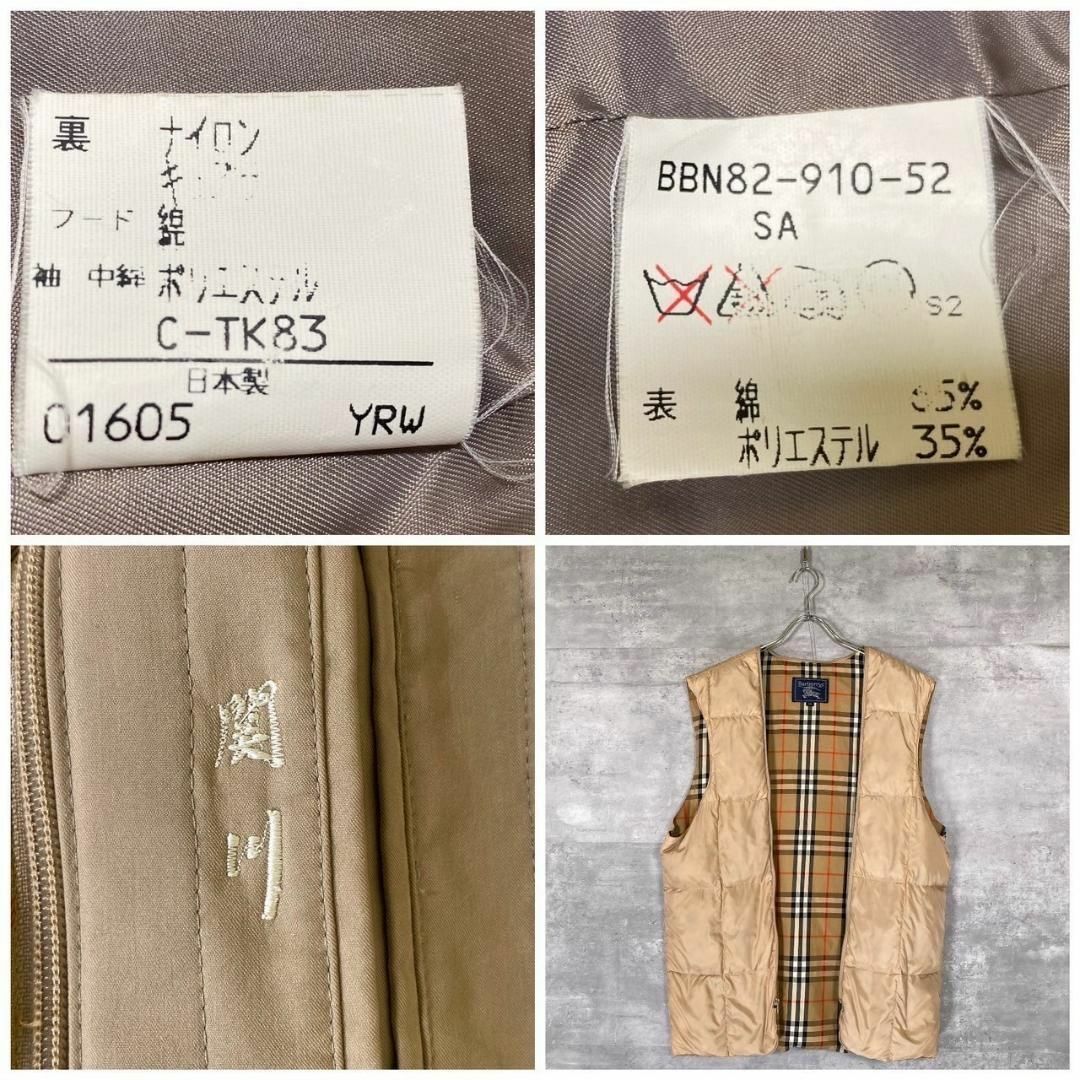 裏 ナイロン
フード 綿
袖 中綿 ポリエステル
C-TK83
日本製
01605 YRW
BBN82-910-52
SA
S2
表 綿 65%
ポリエステル 35%
川
Burberrys